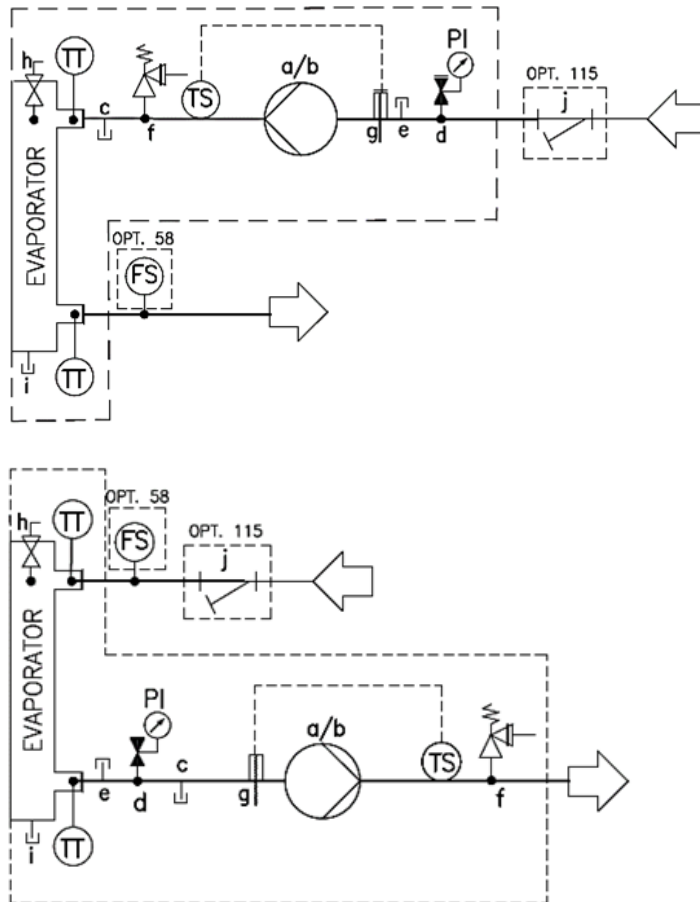 h
TT
PI
a/b
OPT. 115
j
c
TS
f
g
e
d
EVAPORATOR
OPT. 58
FS
i
TT
h
TT
OPT. 58
FS
OPT. 115
j
EVAPORATOR
PI
a/b
c
TS
e
d
g
f
i
TT